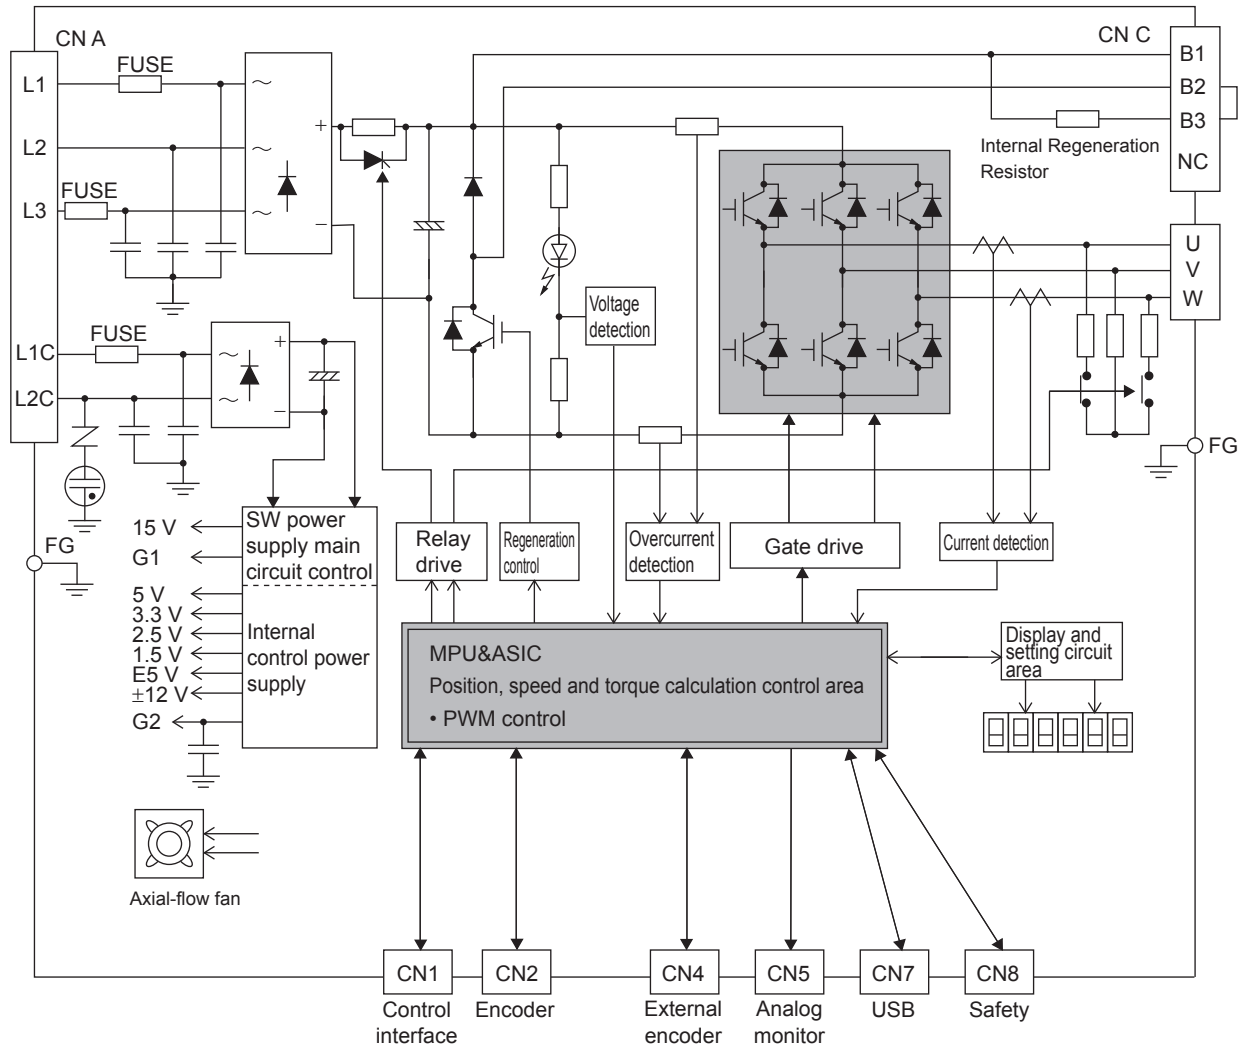 CN A
CN C
FUSE
L1
L2
FUSE
L3
~
~
~
+
−
B1
B2
B3
NC
Internal Regeneration
Resistor
U
V
W
FUSE
L1C
L2C
~
~
+
−
Voltage
detection
FG
FG
15 V
G1
5 V
3.3 V
2.5 V
1.5 V
E5 V
±12 V
G2
SW power
supply main
circuit control
Internal
control power
supply
Relay
drive
Regeneration
control
Overcurrent
detection
Gate drive
Current detection
MPU&ASIC
Position, speed and torque calculation control area
• PWM control
Display and
setting circuit
area
Axial-flow fan
CN1
Control
interface
CN2
Encoder
CN4
External
encoder
CN5
Analog
monitor
CN7
USB
CN8
Safety